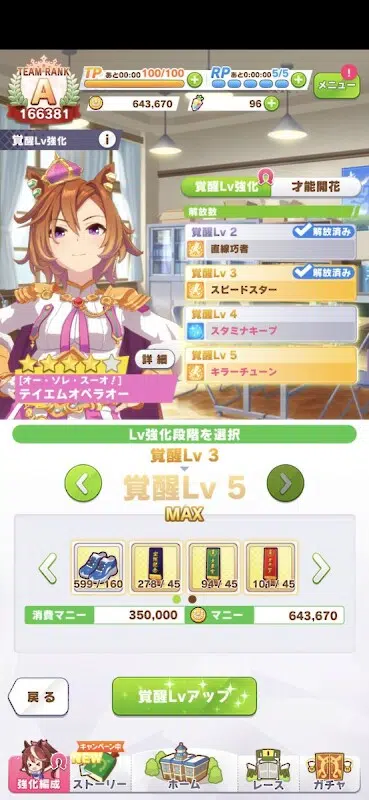 TEAM RANK
A
166381
TP あと00:00 100/100
RP あと0:00:00 5/5
メニュー
643,670
96
覚醒Lv強化
i
覚醒Lv強化
才能開花
解放数
覚醒Lv 2
解放済み
直線巧者
覚醒Lv 3
解放済み
スピードスター
覚醒Lv 4
スタミナキープ
覚醒Lv 5
キラーチューン
詳細
[オー・ソレ・スーオ!]
テイエムオペラオー
Lv強化段階を選択
覚醒Lv 3
覚醒Lv 5
MAX
599/160
278/45
94/45
101/45
消費マニー
350,000
マニー
643,670
戻る
覚醒Lvアップ
強化編成
キャンペーン中
NEW
ストーリー
ホーム
レース
ガチャ